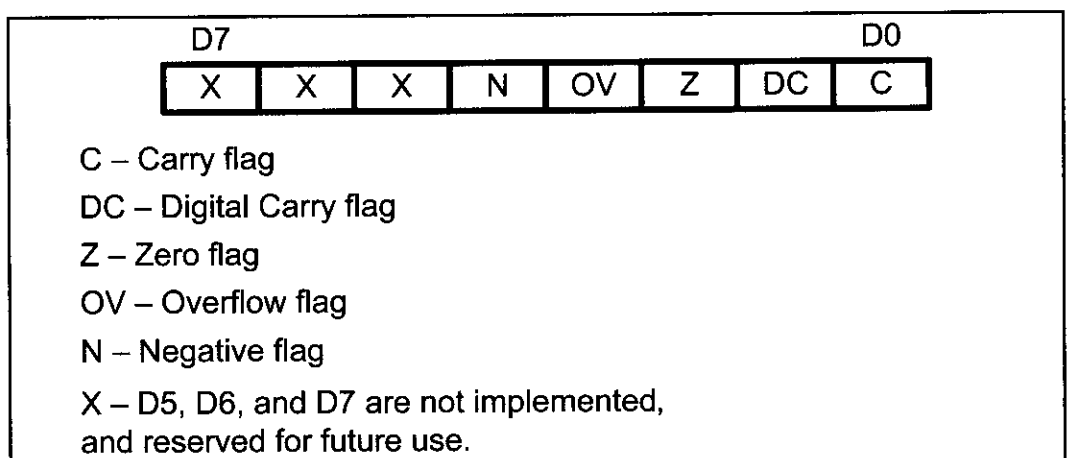 D7 D0
X X X N OV Z DC C
C – Carry flag
DC – Digital Carry flag
Z – Zero flag
OV – Overflow flag
N – Negative flag
X – D5, D6, and D7 are not implemented,
and reserved for future use.